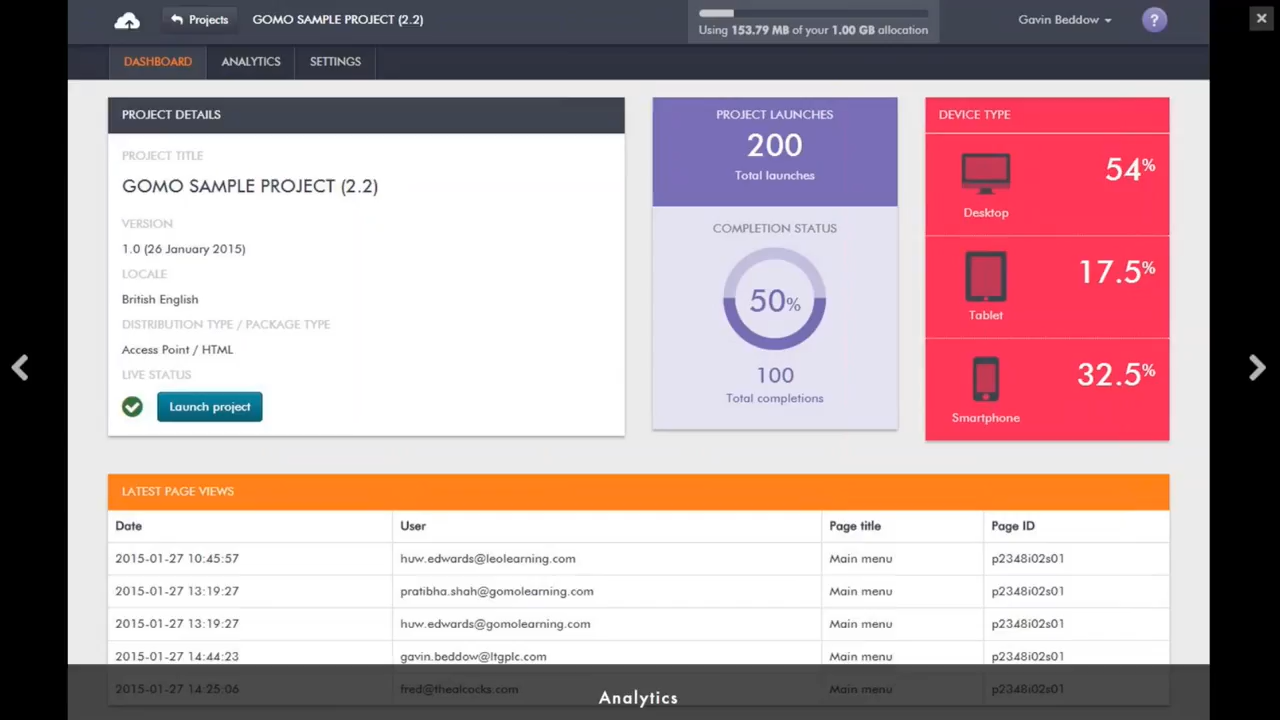 Projects
GOMO SAMPLE PROJECT (2.2)
Using 153.79 MB of your 1.00 GB allocation
Gavin Beddow
?
DASHBOARD
ANALYTICS
SETTINGS
PROJECT DETAILS
PROJECT TITLE
GOMO SAMPLE PROJECT (2.2)
VERSION
1.0 (26 January 2015)
LOCALE
British English
DISTRIBUTION TYPE / PACKAGE TYPE
Access Point / HTML
LIVE STATUS
Launch project
PROJECT LAUNCHES
200
Total launches
COMPLETION STATUS
50%
100
Total completions
DEVICE TYPE
54%
Desktop
17.5%
Tablet
32.5%
Smartphone
LATEST PAGE VIEWS
Date User Page title Page ID
2015-01-27 10:45:57 huw.edwards@leolearning.com Main menu p2348i02s01
2015-01-27 13:19:27 pratibha.shah@gomolearning.com Main menu p2348i02s01
2015-01-27 13:19:27 huw.edwards@gomolearning.com Main menu p2348i02s01
2015-01-27 14:44:23 gavin.beddow@ltgplc.com Main menu p2348i02s01
2015-01-27 14:25:06 fred@thealcocks.com Main menu p2348i02s01
Analytics